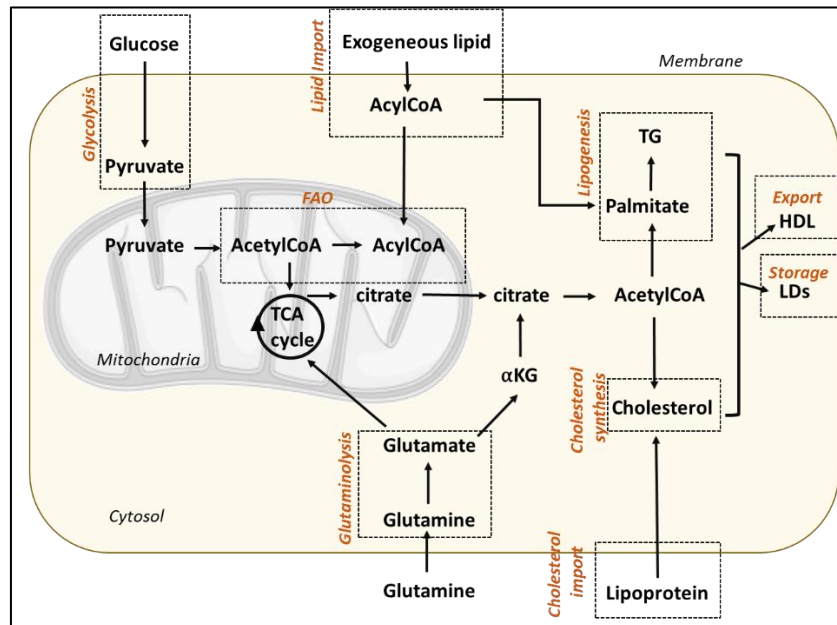 Glucose
Exogeneous lipid
Membrane
Lipid Import
AcylCoA
Glycolysis
Pyruvate
TG
Lipogenesis
Palmitate
Export
HDL
FAO
Pyruvate
AcetylCoA
AcylCoA
Storage
LDs
citrate
citrate
AcetylCoA
TCA
cycle
Mitochondria
αKG
Cholesterol
synthesis
Cholesterol
Glutaminolysis
Glutamate
Cytosol
Glutamine
Glutamine
Cholesterol
import
Lipoprotein